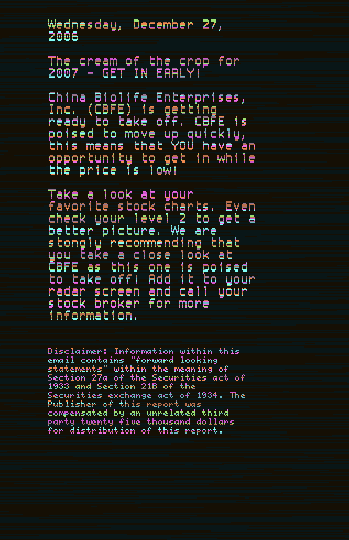 Wednesday, December 27,
2006
The cream of the crop for
2007 - GET IN EARLY!
China Biolife Enterprises,
Inc. (CBFE) is getting
ready to take off. CBFE is
poised to move up quickly,
this means that YOU have an
opportunity to get in while
the price is low!
Take a look at your
favorite stock charts. Even
check your level 2 to get a
better picture. We are
stongly recommending that
you take a close look at
CBFE as this one is poised
to take off! Add it to your
radar screen and call your
stock broker for more
information.
Disclaimer: Information within this
email contains "forward looking
statements" within the meaning of
Section 27a of the Securities act of
1933 and Section 21B of the
Securities exchange act of 1934. The
Publisher of this report was
compensated by an unrelated third
party twenty five thousand dollars
for distribution of this report.